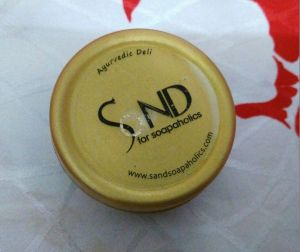 Ayurvedic Deli
SND
for soapaholics
www.sandsoapaholics.com